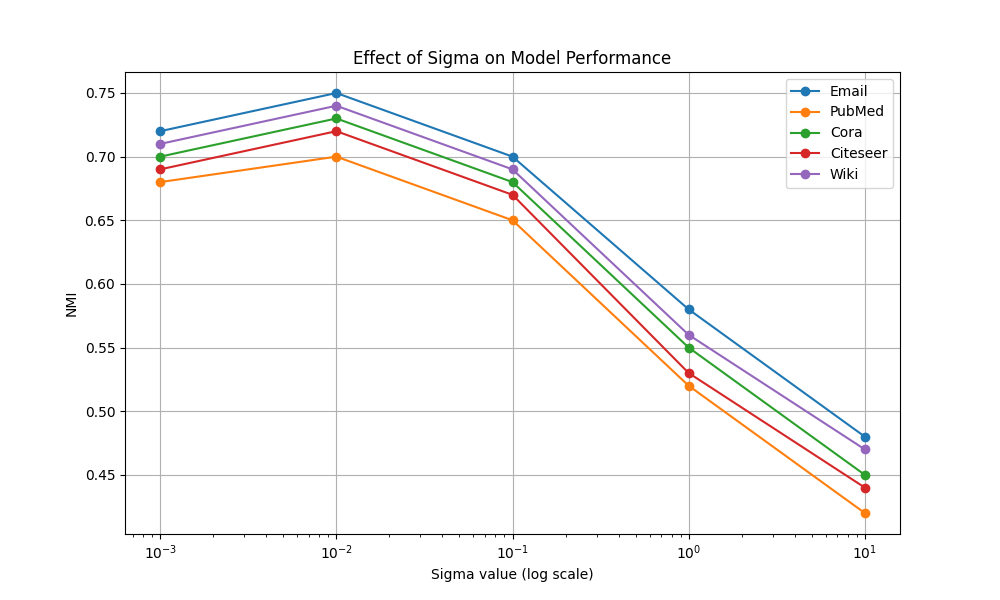 Effect of Sigma on Model Performance
Email
PubMed
Cora
Citeseer
Wiki
NMI
0.75
0.70
0.65
0.60
0.55
0.50
0.45
10⁻³ 10⁻² 10⁻¹ 10⁰ 10¹
Sigma value (log scale)